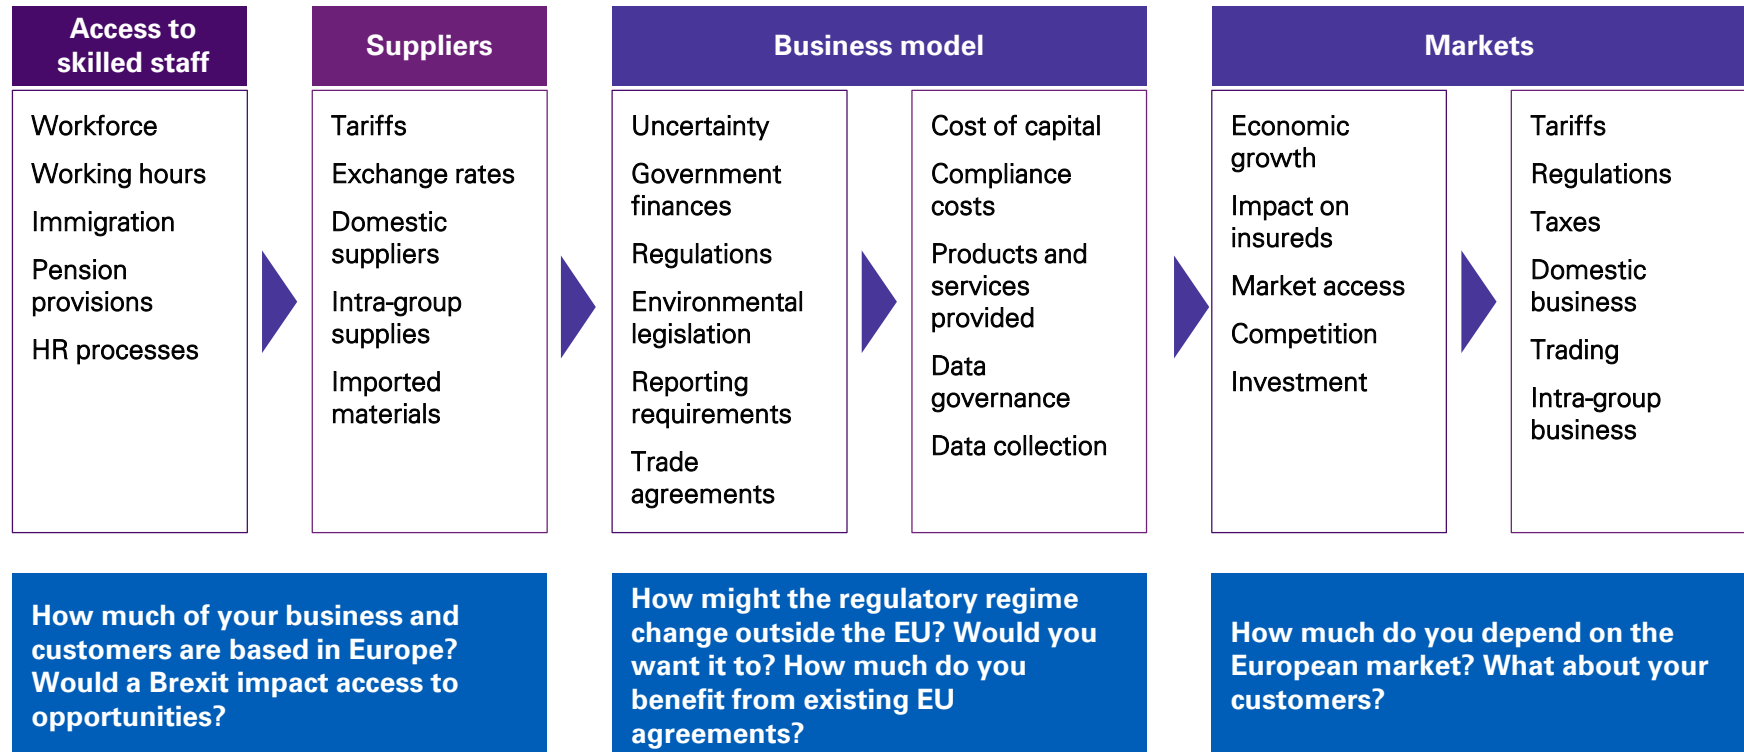 Access to
skilled staff
Workforce
Working hours
Immigration
Pension
provisions
HR processes
Suppliers
Tariffs
Exchange rates
Domestic
suppliers
Intra-group
supplies
Imported
materials
Business model
Uncertainty
Government
finances
Regulations
Environmental
legislation
Reporting
requirements
Trade
agreements
Cost of capital
Compliance
costs
Products and
services
provided
Data
governance
Data collection
Markets
Economic
growth
Impact on
insureds
Market access
Competition
Investment
Tariffs
Regulations
Taxes
Domestic
business
Trading
Intra-group
business
How much of your business and
customers are based in Europe?
Would a Brexit impact access to
opportunities?
How might the regulatory regime
change outside the EU? Would you
want it to? How much do you
benefit from existing EU
agreements?
How much do you depend on the
European market? What about your
customers?